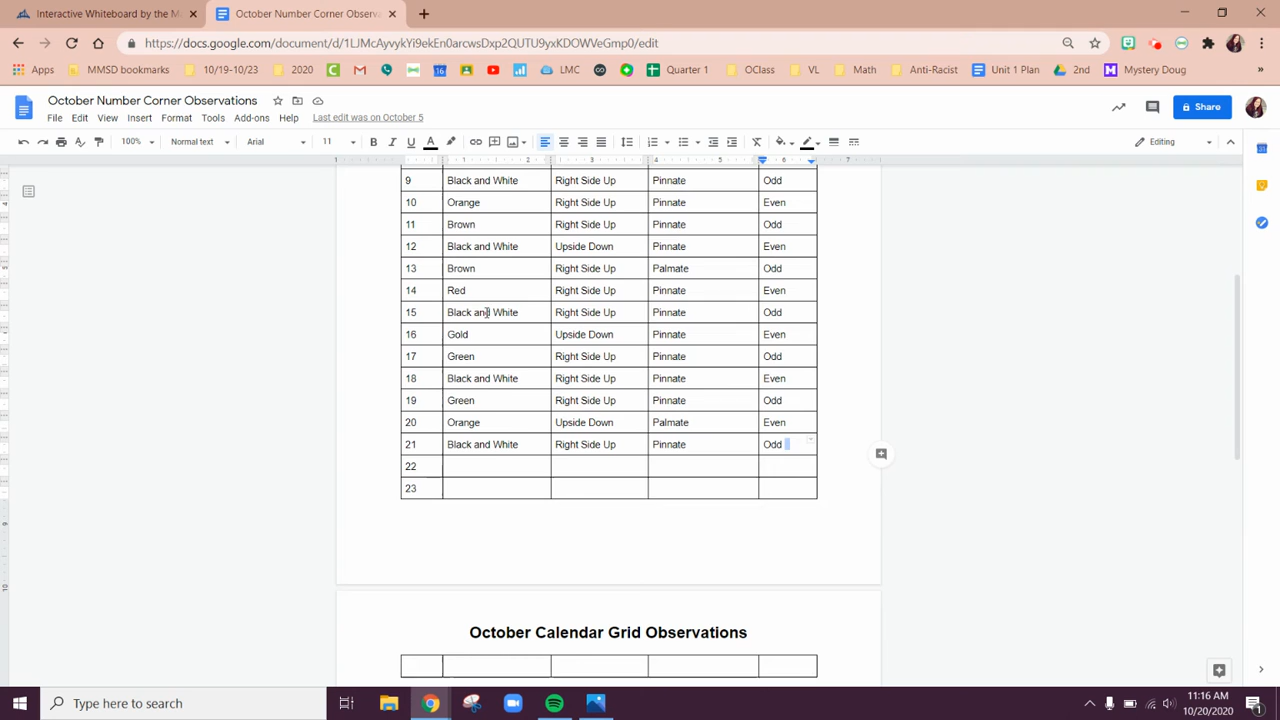 Interactive Whiteboard by the M
October Number Corner Observa
https://docs.google.com/document/d/1LJMcAyvykYi9ekEn0arcwsDxp2QUTU9yxKDOWVeGmp0/edit
Apps MMSD bookmarks 10/19-10/23 2020 LMC Quarter 1 OClass VL Math Anti-Racist Unit 1 Plan 2nd Mystery Doug
October Number Corner Observations
File Edit View Insert Format Tools Add-ons Help Last edit was on October 5
Share
100% Normal text Arial 11 Editing
1 1 2 3 4 5 6 7
9 Black and White Right Side Up Pinnate Odd
10 Orange Right Side Up Pinnate Even
11 Brown Right Side Up Pinnate Odd
12 Black and White Upside Down Pinnate Even
13 Brown Right Side Up Palmate Odd
14 Red Right Side Up Pinnate Even
15 Black and White Right Side Up Pinnate Odd
16 Gold Upside Down Pinnate Even
17 Green Right Side Up Pinnate Odd
18 Black and White Right Side Up Pinnate Even
19 Green Right Side Up Pinnate Odd
20 Orange Upside Down Palmate Even
21 Black and White Right Side Up Pinnate Odd
22
23
October Calendar Grid Observations
Type here to search
11:16 AM
10/20/2020